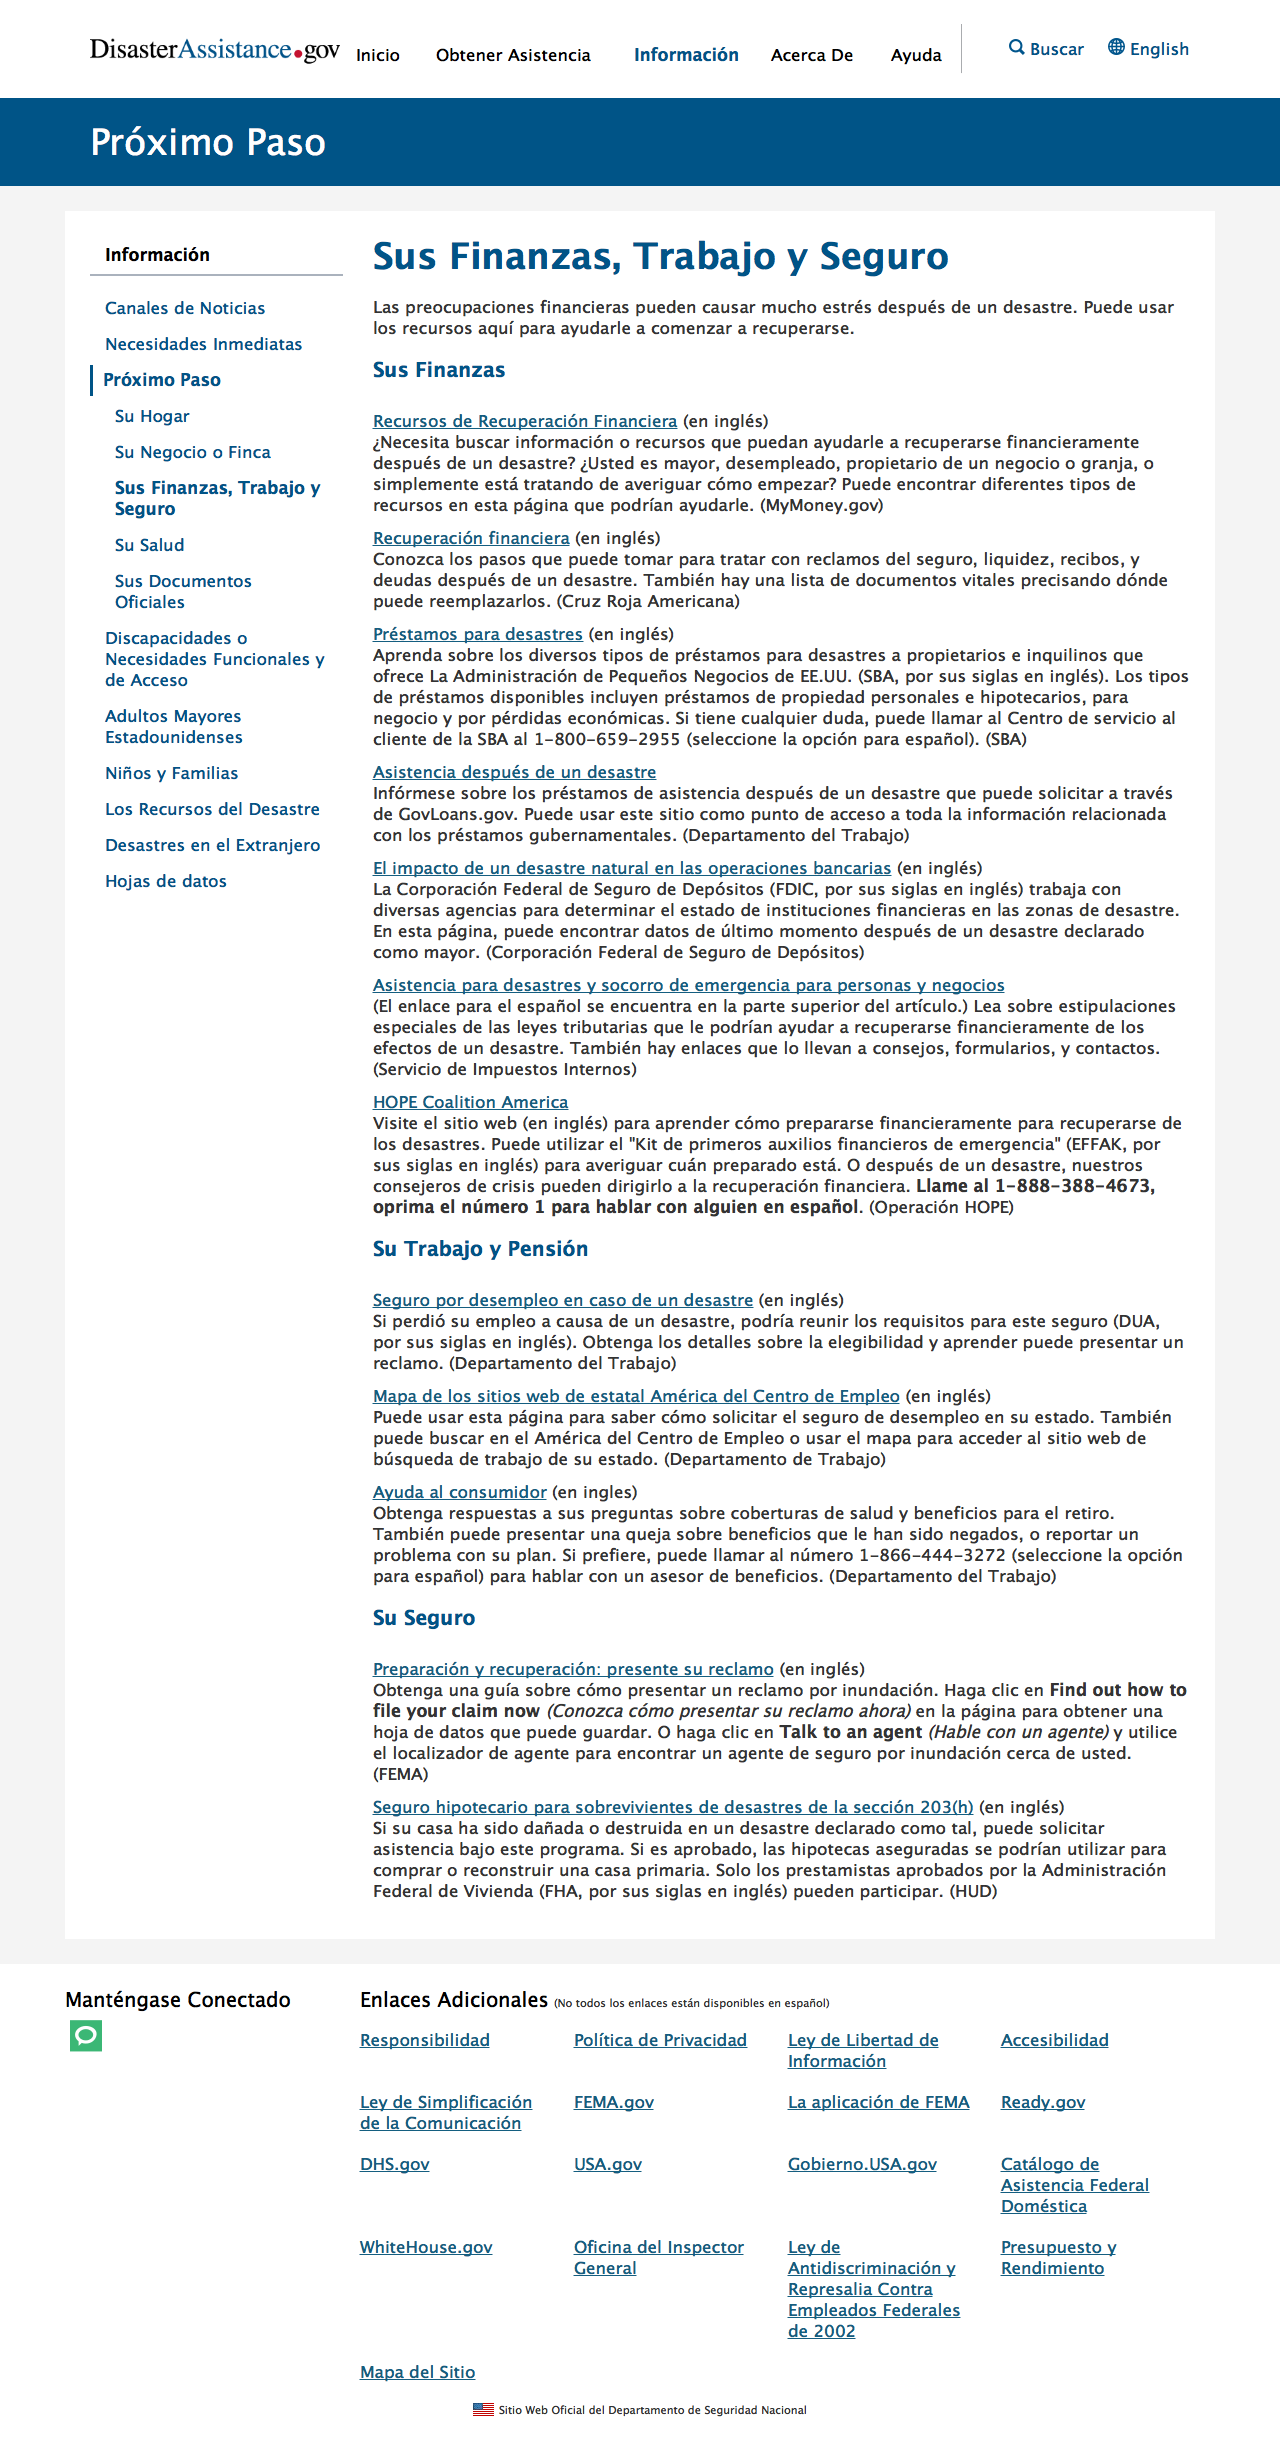 DisasterAssistance.gov
Inicio
Obtener Asistencia
Información
Acerca De
Ayuda
Buscar
English
Próximo Paso
Información
Canales de Noticias
Necesidades Inmediatas
Próximo Paso
Su Hogar
Su Negocio o Finca
Sus Finanzas, Trabajo y
Seguro
Su Salud
Sus Documentos
Oficiales
Discapacidades o
Necesidades Funcionales y
de Acceso
Adultos Mayores
Estadounidenses
Niños y Familias
Los Recursos del Desastre
Desastres en el Extranjero
Hojas de datos
Sus Finanzas, Trabajo y Seguro
Las preocupaciones financieras pueden causar mucho estrés después de un desastre. Puede usar
los recursos aquí para ayudarle a comenzar a recuperarse.
Sus Finanzas
Recursos de Recuperación Financiera (en inglés)
¿Necesita buscar información o recursos que puedan ayudarle a recuperarse financieramente
después de un desastre? ¿Usted es mayor, desempleado, propietario de un negocio o granja, o
simplemente está tratando de averiguar cómo empezar? Puede encontrar diferentes tipos de
recursos en esta página que podrían ayudarle. (MyMoney.gov)
Recuperación financiera (en inglés)
Conozca los pasos que puede tomar para tratar con reclamos del seguro, liquidez, recibos, y
deudas después de un desastre. También hay una lista de documentos vitales precisando dónde
puede reemplazarlos. (Cruz Roja Americana)
Préstamos para desastres (en inglés)
Aprenda sobre los diversos tipos de préstamos para desastres a propietarios e inquilinos que
ofrece La Administración de Pequeños Negocios de EE.UU. (SBA, por sus siglas en inglés). Los tipos
de préstamos disponibles incluyen préstamos de propiedad personales e hipotecarios, para
negocio y por pérdidas económicas. Si tiene cualquier duda, puede llamar al Centro de servicio al
cliente de la SBA al 1-800-659-2955 (seleccione la opción para español). (SBA)
Asistencia después de un desastre
Infórmese sobre los préstamos de asistencia después de un desastre que puede solicitar a través
de GovLoans.gov. Puede usar este sitio como punto de acceso a toda la información relacionada
con los préstamos gubernamentales. (Departamento del Trabajo)
El impacto de un desastre natural en las operaciones bancarias (en inglés)
La Corporación Federal de Seguro de Depósitos (FDIC, por sus siglas en inglés) trabaja con
diversas agencias para determinar el estado de instituciones financieras en las zonas de desastre.
En esta página, puede encontrar datos de último momento después de un desastre declarado
como mayor. (Corporación Federal de Seguro de Depósitos)
Asistencia para desastres y socorro de emergencia para personas y negocios
(El enlace para el español se encuentra en la parte superior del artículo.) Lea sobre estipulaciones
especiales de las leyes tributarias que le podrían ayudar a recuperarse financieramente de los
efectos de un desastre. También hay enlaces que lo llevan a consejos, formularios, y contactos.
(Servicio de Impuestos Internos)
HOPE Coalition America
Visite el sitio web (en inglés) para aprender cómo prepararse financieramente para recuperarse de
los desastres. Puede utilizar el "Kit de primeros auxilios financieros de emergencia" (EFFAK, por
sus siglas en inglés) para averiguar cuán preparado está. O después de un desastre, nuestros
consejeros de crisis pueden dirigirlo a la recuperación financiera. Llame al 1-888-388-4673,
oprima el número 1 para hablar con alguien en español. (Operación HOPE)
Su Trabajo y Pensión
Seguro por desempleo en caso de un desastre (en inglés)
Si perdió su empleo a causa de un desastre, podría reunir los requisitos para este seguro (DUA,
por sus siglas en inglés). Obtenga los detalles sobre la elegibilidad y aprender puede presentar un
reclamo. (Departamento del Trabajo)
Mapa de los sitios web de estatal América del Centro de Empleo (en inglés)
Puede usar esta página para saber cómo solicitar el seguro de desempleo en su estado. También
puede buscar en el América del Centro de Empleo o usar el mapa para acceder al sitio web de
búsqueda de trabajo de su estado. (Departamento de Trabajo)
Ayuda al consumidor (en ingles)
Obtenga respuestas a sus preguntas sobre coberturas de salud y beneficios para el retiro.
También puede presentar una queja sobre beneficios que le han sido negados, o reportar un
problema con su plan. Si prefiere, puede llamar al número 1-866-444-3272 (seleccione la opción
para español) para hablar con un asesor de beneficios. (Departamento del Trabajo)
Su Seguro
Preparación y recuperación: presente su reclamo (en inglés)
Obtenga una guía sobre cómo presentar un reclamo por inundación. Haga clic en Find out how to
file your claim now (Conozca cómo presentar su reclamo ahora) en la página para obtener una
hoja de datos que puede guardar. O haga clic en Talk to an agent (Hable con un agente) y utilice
el localizador de agente para encontrar un agente de seguro por inundación cerca de usted.
(FEMA)
Seguro hipotecario para sobrevivientes de desastres de la sección 203(h) (en inglés)
Si su casa ha sido dañada o destruida en un desastre declarado como tal, puede solicitar
asistencia bajo este programa. Si es aprobado, las hipotecas aseguradas se podrían utilizar para
comprar o reconstruir una casa primaria. Solo los prestamistas aprobados por la Administración
Federal de Vivienda (FHA, por sus siglas en inglés) pueden participar. (HUD)
Manténgase Conectado
Enlaces Adicionales (No todos los enlaces están disponibles en español)
Responsibilidad
Política de Privacidad
Ley de Libertad de
Información
Accesibilidad
Ley de Simplificación
de la Comunicación
FEMA.gov
La aplicación de FEMA
Ready.gov
DHS.gov
USA.gov
Gobierno.USA.gov
Catálogo de
Asistencia Federal
Doméstica
WhiteHouse.gov
Oficina del Inspector
General
Ley de
Antidiscriminación y
Represalia Contra
Empleados Federales
de 2002
Presupuesto y
Rendimiento
Mapa del Sitio
Sitio Web Oficial del Departamento de Seguridad Nacional